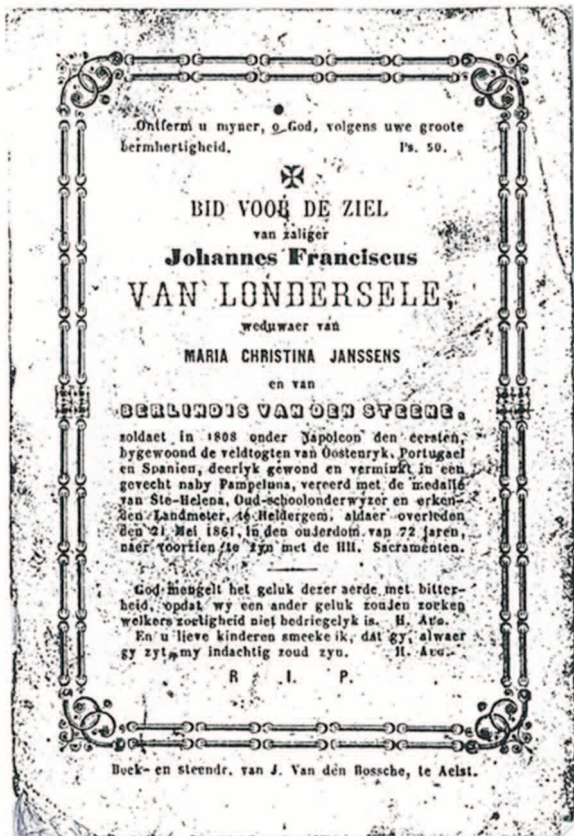 Ontferm u myner, o God, volgens uwe groote
bermhertigheid. Ps. 50.
BID VOOR DE ZIEL
van zaliger
Johannes Franciscus
VAN LONDERSELE,
weduwaer van
MARIA CHRISTINA JANSSENS
en van
BERLINDIS VAN DEN STEENE,
zoldaet in 1808 onder Napoleon den eersten,
bygewoond de veldtogten van Oostenryk, Portugael
en Spanien, deerlyk gewond en verminkt in een
gevecht naby Pampeluna, vereerd met de medalie
van Ste-Helena, Oud-schoolonderwyzer en erken-
den Landmeter, te Heldergem, aldaer overleden
den 21 Mei 1861, in den ouderdom van 72 jaren,
naer voorzien te zyn met de HH. Sacramenten.
God mengelt het geluk dezer aerde met bitter-
heid, opdat wy een ander geluk zouden zoeken
welkers zoetigheid niet bedriegelyk is. H. AUG.
En u lieve kinderen smeeke ik, dat gy, alwaer
gy zyt, my indachtig zoud zyn. H. AUG.
R. I. P.
Boek- en steendr. van J. Van den Bossche, te Aelst.